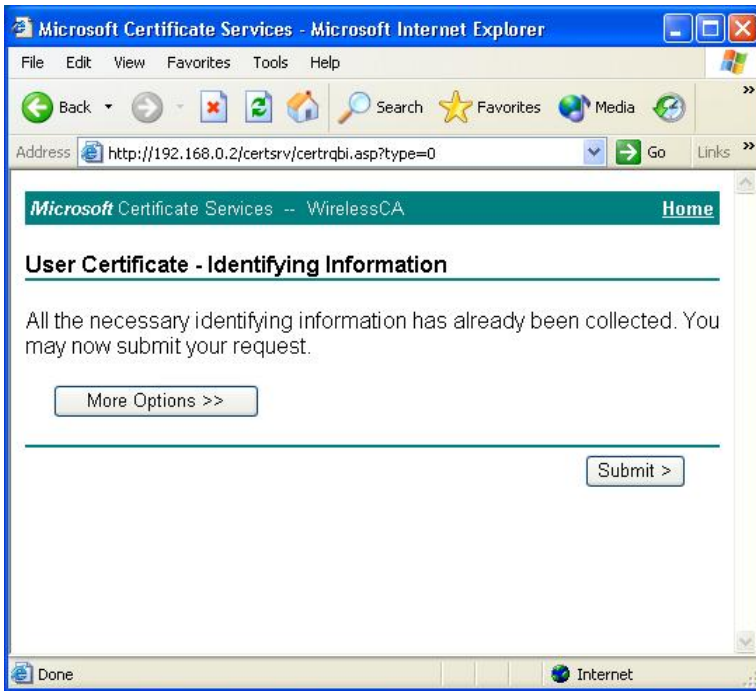 Microsoft Certificate Services - Microsoft Internet Explorer
File Edit View Favorites Tools Help
Back Search Favorites Media »
Address http://192.168.0.2/certsrv/certrqbi.asp?type=0 Go Links »
Microsoft Certificate Services -- WirelessCA Home
User Certificate - Identifying Information
All the necessary identifying information has already been collected. You
may now submit your request.
More Options >>
Submit >
Done Internet